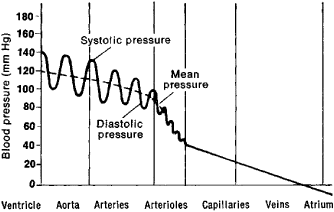 Blood pressure (mm Hg)
180
160
140
120
100
80
60
40
20
0
Systolic pressure
Mean
pressure
Diastolic
pressure
Ventricle Aorta Arteries Arterioles Capillaries Veins Atrium